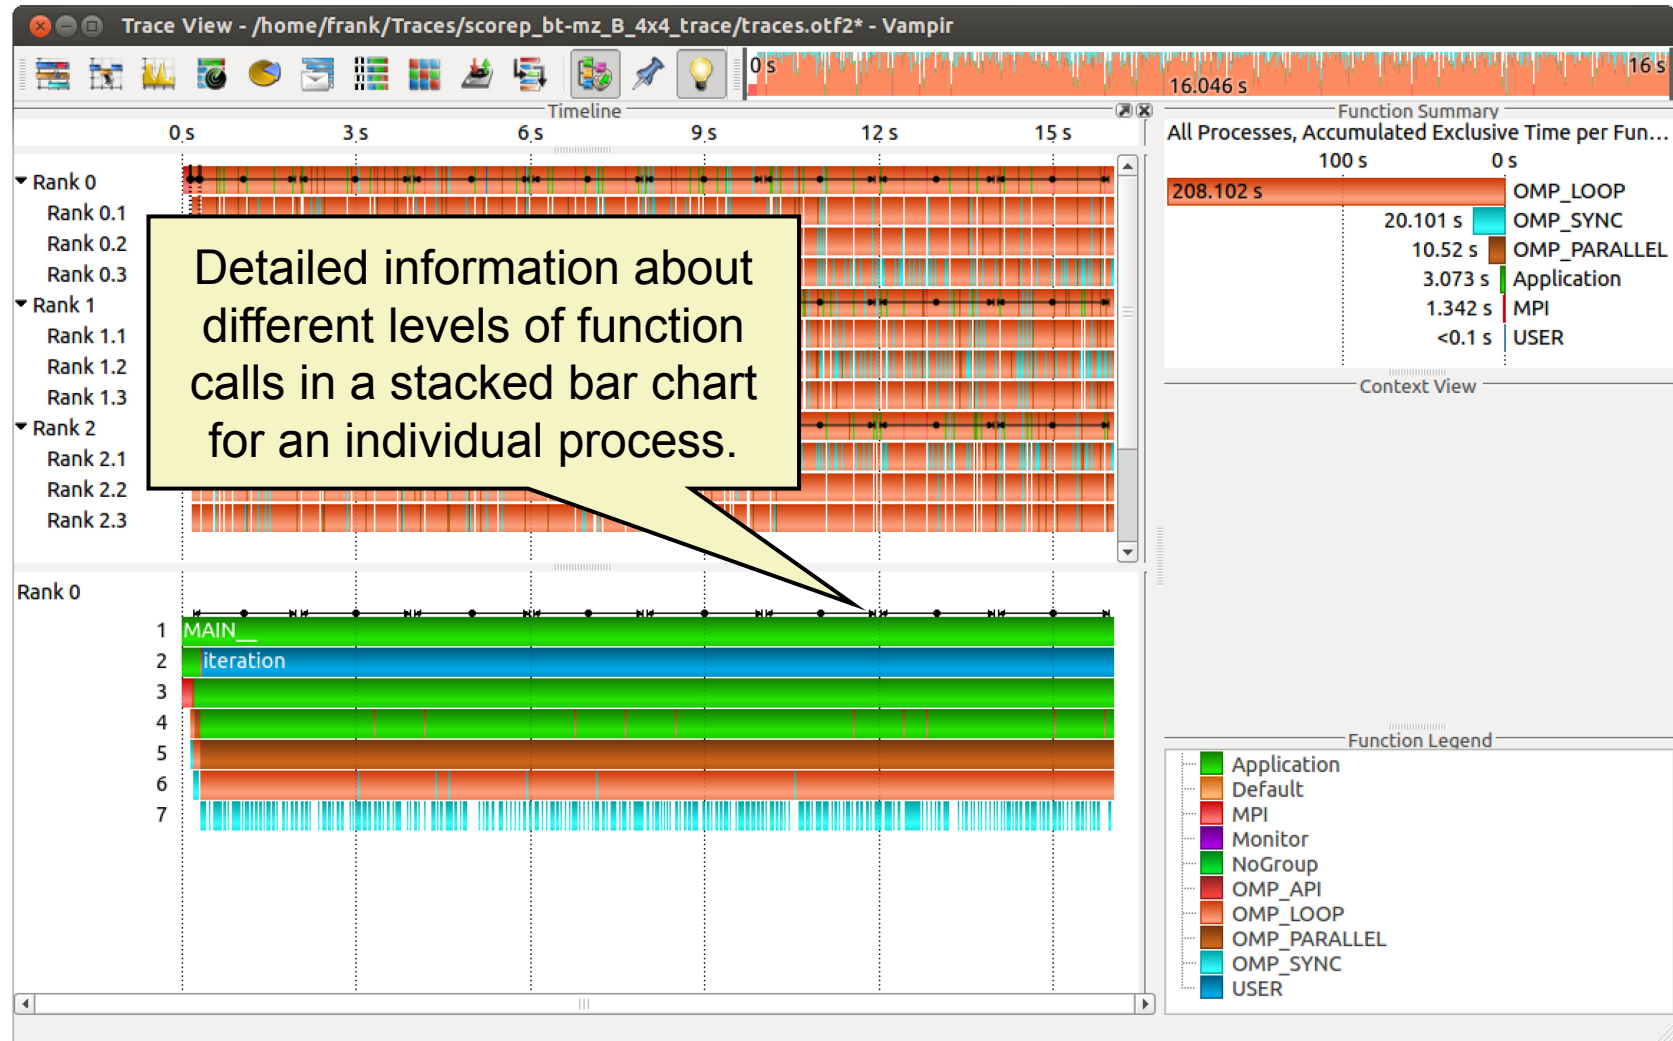 Trace View - /home/frank/Traces/scorep_bt-mz_B_4x4_trace/traces.otf2* - Vampir
0 s
16 s
16.046 s
Timeline
0 s 3 s 6 s 9 s 12 s 15 s
Rank 0
Rank 0.1
Rank 0.2
Rank 0.3
Rank 1
Rank 1.1
Rank 1.2
Rank 1.3
Rank 2
Rank 2.1
Rank 2.2
Rank 2.3
Detailed information about
different levels of function
calls in a stacked bar chart
for an individual process.
Rank 0
1 MAIN__
2 iteration
3
4
5
6
7
Function Summary
All Processes, Accumulated Exclusive Time per Fun...
100 s 0 s
208.102 s OMP_LOOP
20.101 s OMP_SYNC
10.52 s OMP_PARALLEL
3.073 s Application
1.342 s MPI
<0.1 s USER
Context View
Function Legend
Application
Default
MPI
Monitor
NoGroup
OMP_API
OMP_LOOP
OMP_PARALLEL
OMP_SYNC
USER